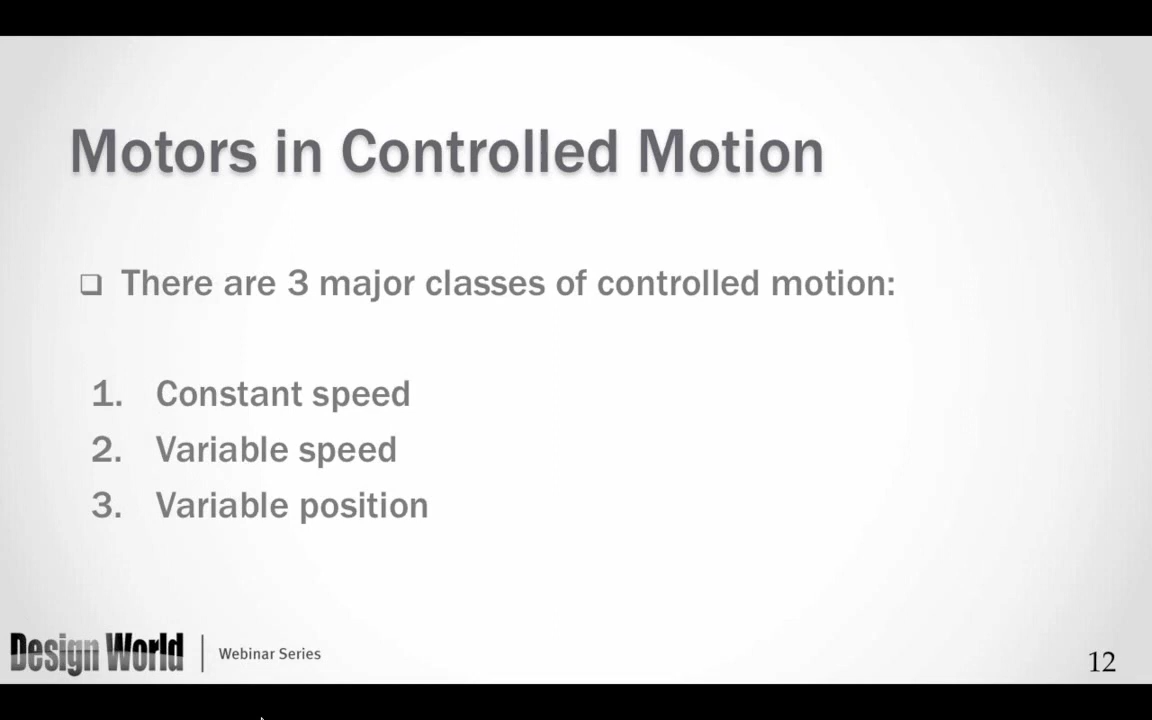 Motors in Controlled Motion
There are 3 major classes of controlled motion:
1. Constant speed
2. Variable speed
3. Variable position
Design World | Webinar Series
12